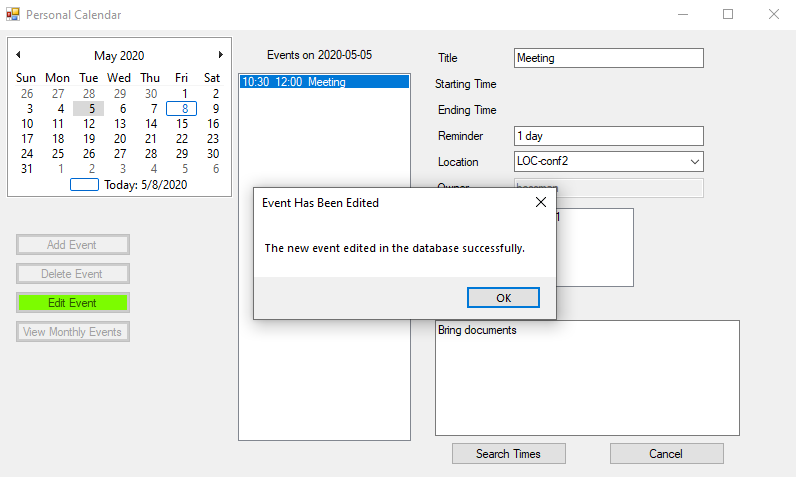 Personal Calendar
May 2020
Sun Mon Tue Wed Thu Fri Sat
26 27 28 29 30 1 2
3 4 5 6 7 8 9
10 11 12 13 14 15 16
17 18 19 20 21 22 23
24 25 26 27 28 29 30
31 1 2 3 4 5 6
Today: 5/8/2020
Add Event
Delete Event
Edit Event
View Monthly Events
Events on 2020-05-05
10:30 12:00 Meeting
Title Meeting
Starting Time
Ending Time
Reminder 1 day
Location LOC-conf2
Event Has Been Edited
The new event edited in the database successfully.
OK
Bring documents
Search Times
Cancel